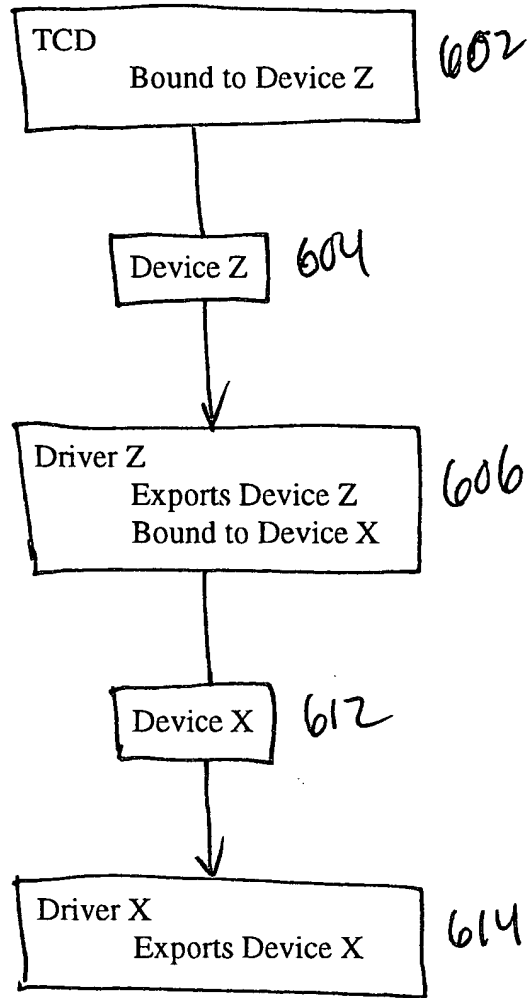 TCD
Bound to Device Z
602
Device Z
604
Driver Z
Exports Device Z
Bound to Device X
606
Device X
612
Driver X
Exports Device X
614